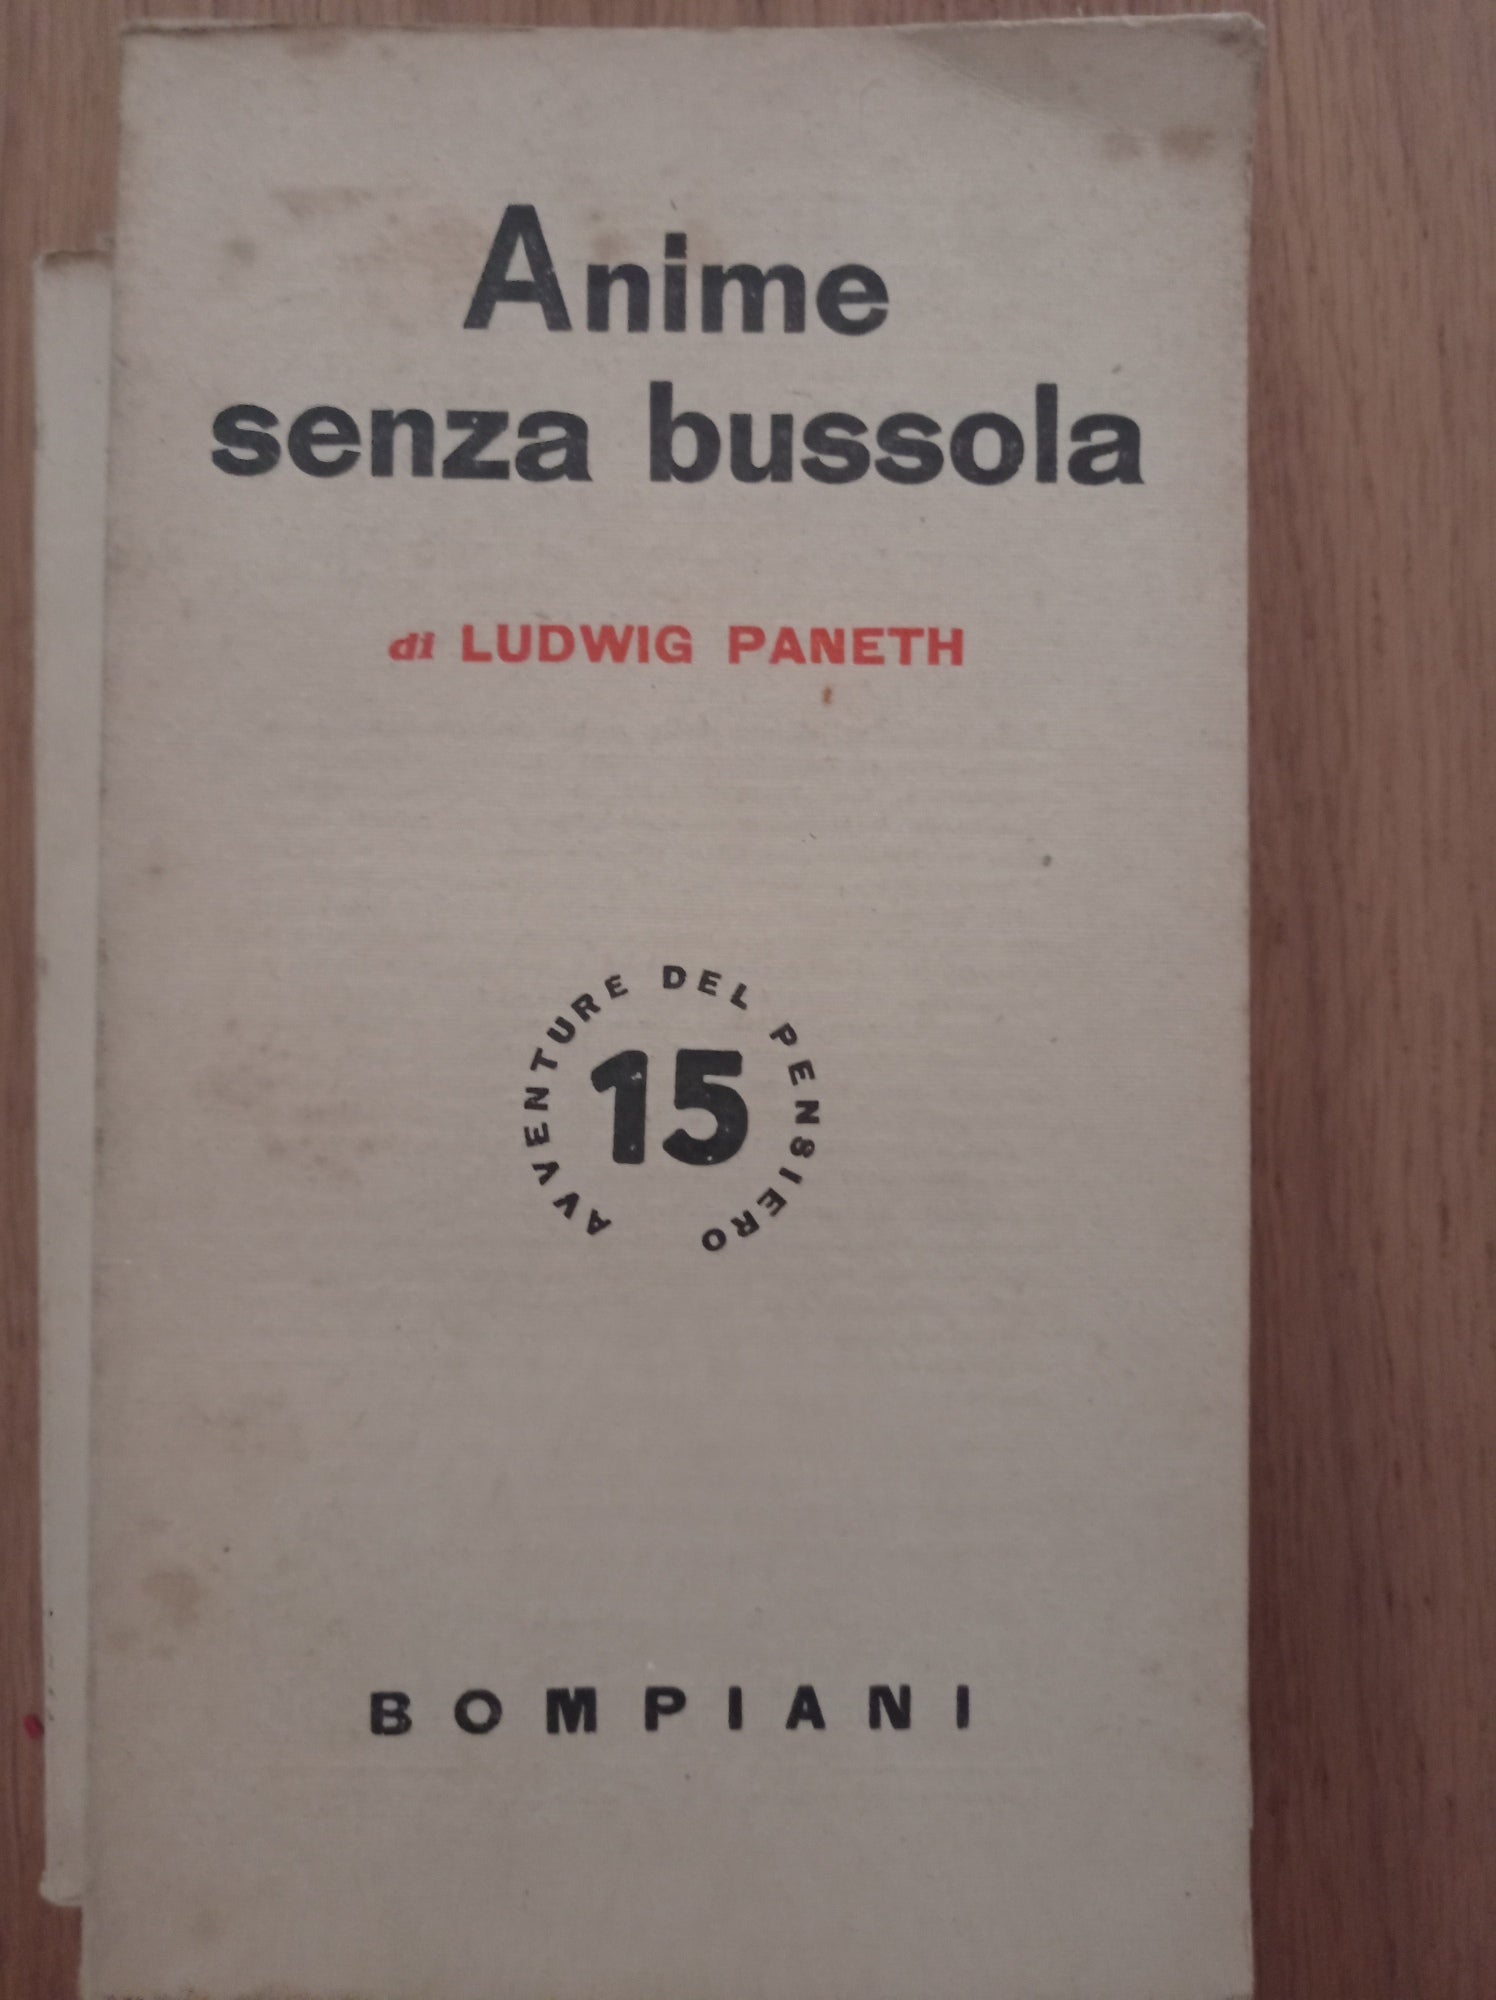 Anime
senza bussola
di LUDWIG PANETH
AVVENTURE DEL PENSIERO
15
BOMPIANI